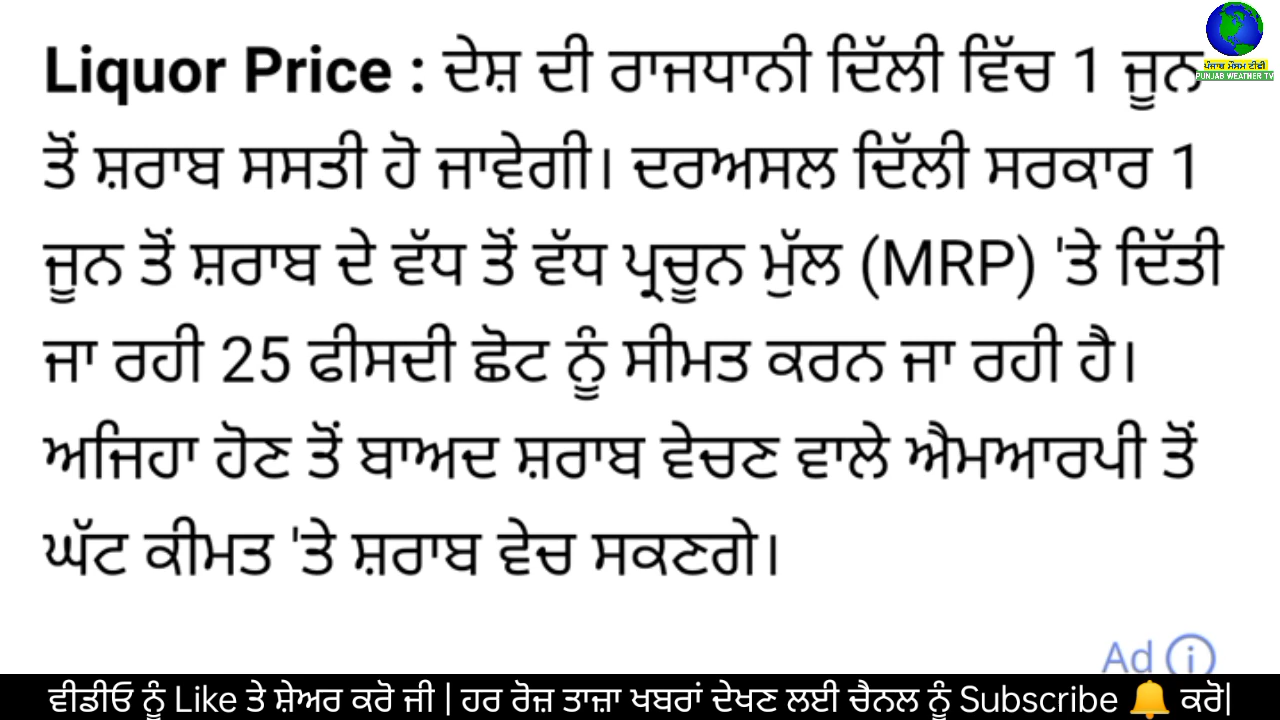 Liquor Price : ਦੇਸ਼ ਦੀ ਰਾਜਧਾਨੀ ਦਿੱਲੀ ਵਿੱਚ 1 ਜੂਨ
ਤੋਂ ਸ਼ਰਾਬ ਸਸਤੀ ਹੋ ਜਾਵੇਗੀ। ਦਰਅਸਲ ਦਿੱਲੀ ਸਰਕਾਰ 1
ਜੂਨ ਤੋਂ ਸ਼ਰਾਬ ਦੇ ਵੱਧ ਤੋਂ ਵੱਧ ਪ੍ਰਚੂਨ ਮੁੱਲ (MRP) 'ਤੇ ਦਿੱਤੀ
ਜਾ ਰਹੀ 25 ਫੀਸਦੀ ਛੋਟ ਨੂੰ ਸੀਮਤ ਕਰਨ ਜਾ ਰਹੀ ਹੈ।
ਅਜਿਹਾ ਹੋਣ ਤੋਂ ਬਾਅਦ ਸ਼ਰਾਬ ਵੇਚਣ ਵਾਲੇ ਐਮਆਰਪੀ ਤੋਂ
ਘੱਟ ਕੀਮਤ 'ਤੇ ਸ਼ਰਾਬ ਵੇਚ ਸਕਣਗੇ।
ਪੰਜਾਬ ਮੌਸਮ ਟੀਵੀ
PUNJAB WEATHER TV
Ad
ਵੀਡੀਓ ਨੂੰ Like ਤੇ ਸ਼ੇਅਰ ਕਰੋ ਜੀ | ਹਰ ਰੋਜ਼ ਤਾਜ਼ਾ ਖਬਰਾਂ ਦੇਖਣ ਲਈ ਚੈਨਲ ਨੂੰ Subscribe 🔔 ਕਰੋ|